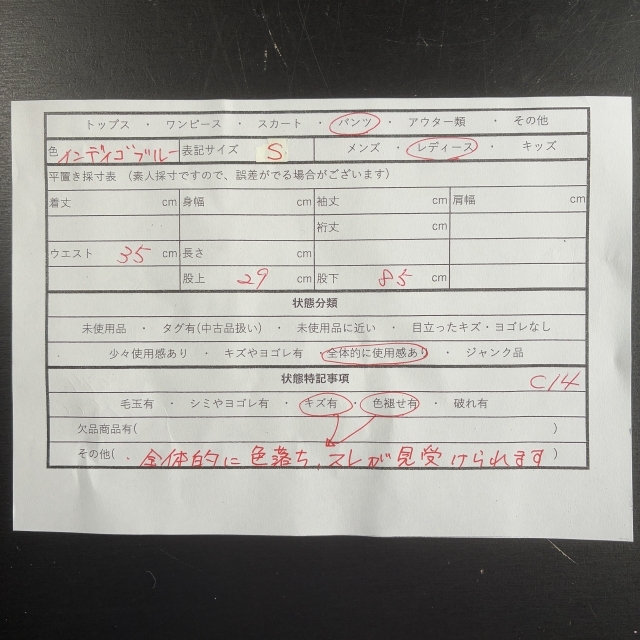 トップス ・ ワンピース ・ スカート ・ パンツ ・ アウター類 ・ その他
色 インディゴブルー 表記サイズ S メンズ ・ レディース ・ キッズ
平置き採寸表 （素人採寸ですので、誤差がでる場合がございます）
着丈 cm 身幅 cm 袖丈 cm 肩幅 cm
裄丈 cm
ウエスト 35 cm 長さ cm
股上 29 cm 股下 85 cm
状態分類
未使用品 ・ タグ有(中古品扱い) ・ 未使用品に近い ・ 目立ったキズ・ヨゴレなし
少々使用感あり ・ キズやヨゴレ有 ・ 全体的に使用感あり ・ ジャンク品
状態特記事項 C14
毛玉有 ・ シミやヨゴレ有 ・ キズ有 ・ 色褪せ有 ・ 破れ有
欠品商品有( )
その他( . 全体的に色落ち、スレが見受けられます )